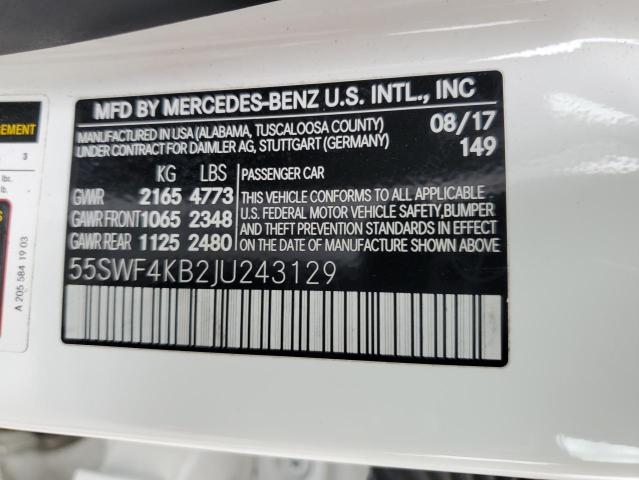 MFD BY MERCEDES-BENZ U.S. INTL., INC
MANUFACTURED IN USA (ALABAMA, TUSCALOOSA COUNTY) 08/17
UNDER CONTRACT FOR DAIMLER AG, STUTTGART (GERMANY) 149
KG LBS PASSENGER CAR
GVWR 2165 4773 THIS VEHICLE CONFORMS TO ALL APPLICABLE
GAWR FRONT 1065 2348 U.S. FEDERAL MOTOR VEHICLE SAFETY,BUMPER
GAWR REAR 1125 2480 AND THEFT PREVENTION STANDARDS IN EFFECT
ON THE DATE OF MANUFACTURE SHOWN ABOVE
55SWF4KB2JU243129
3
lbs.
lb.
A 205 584 19 03